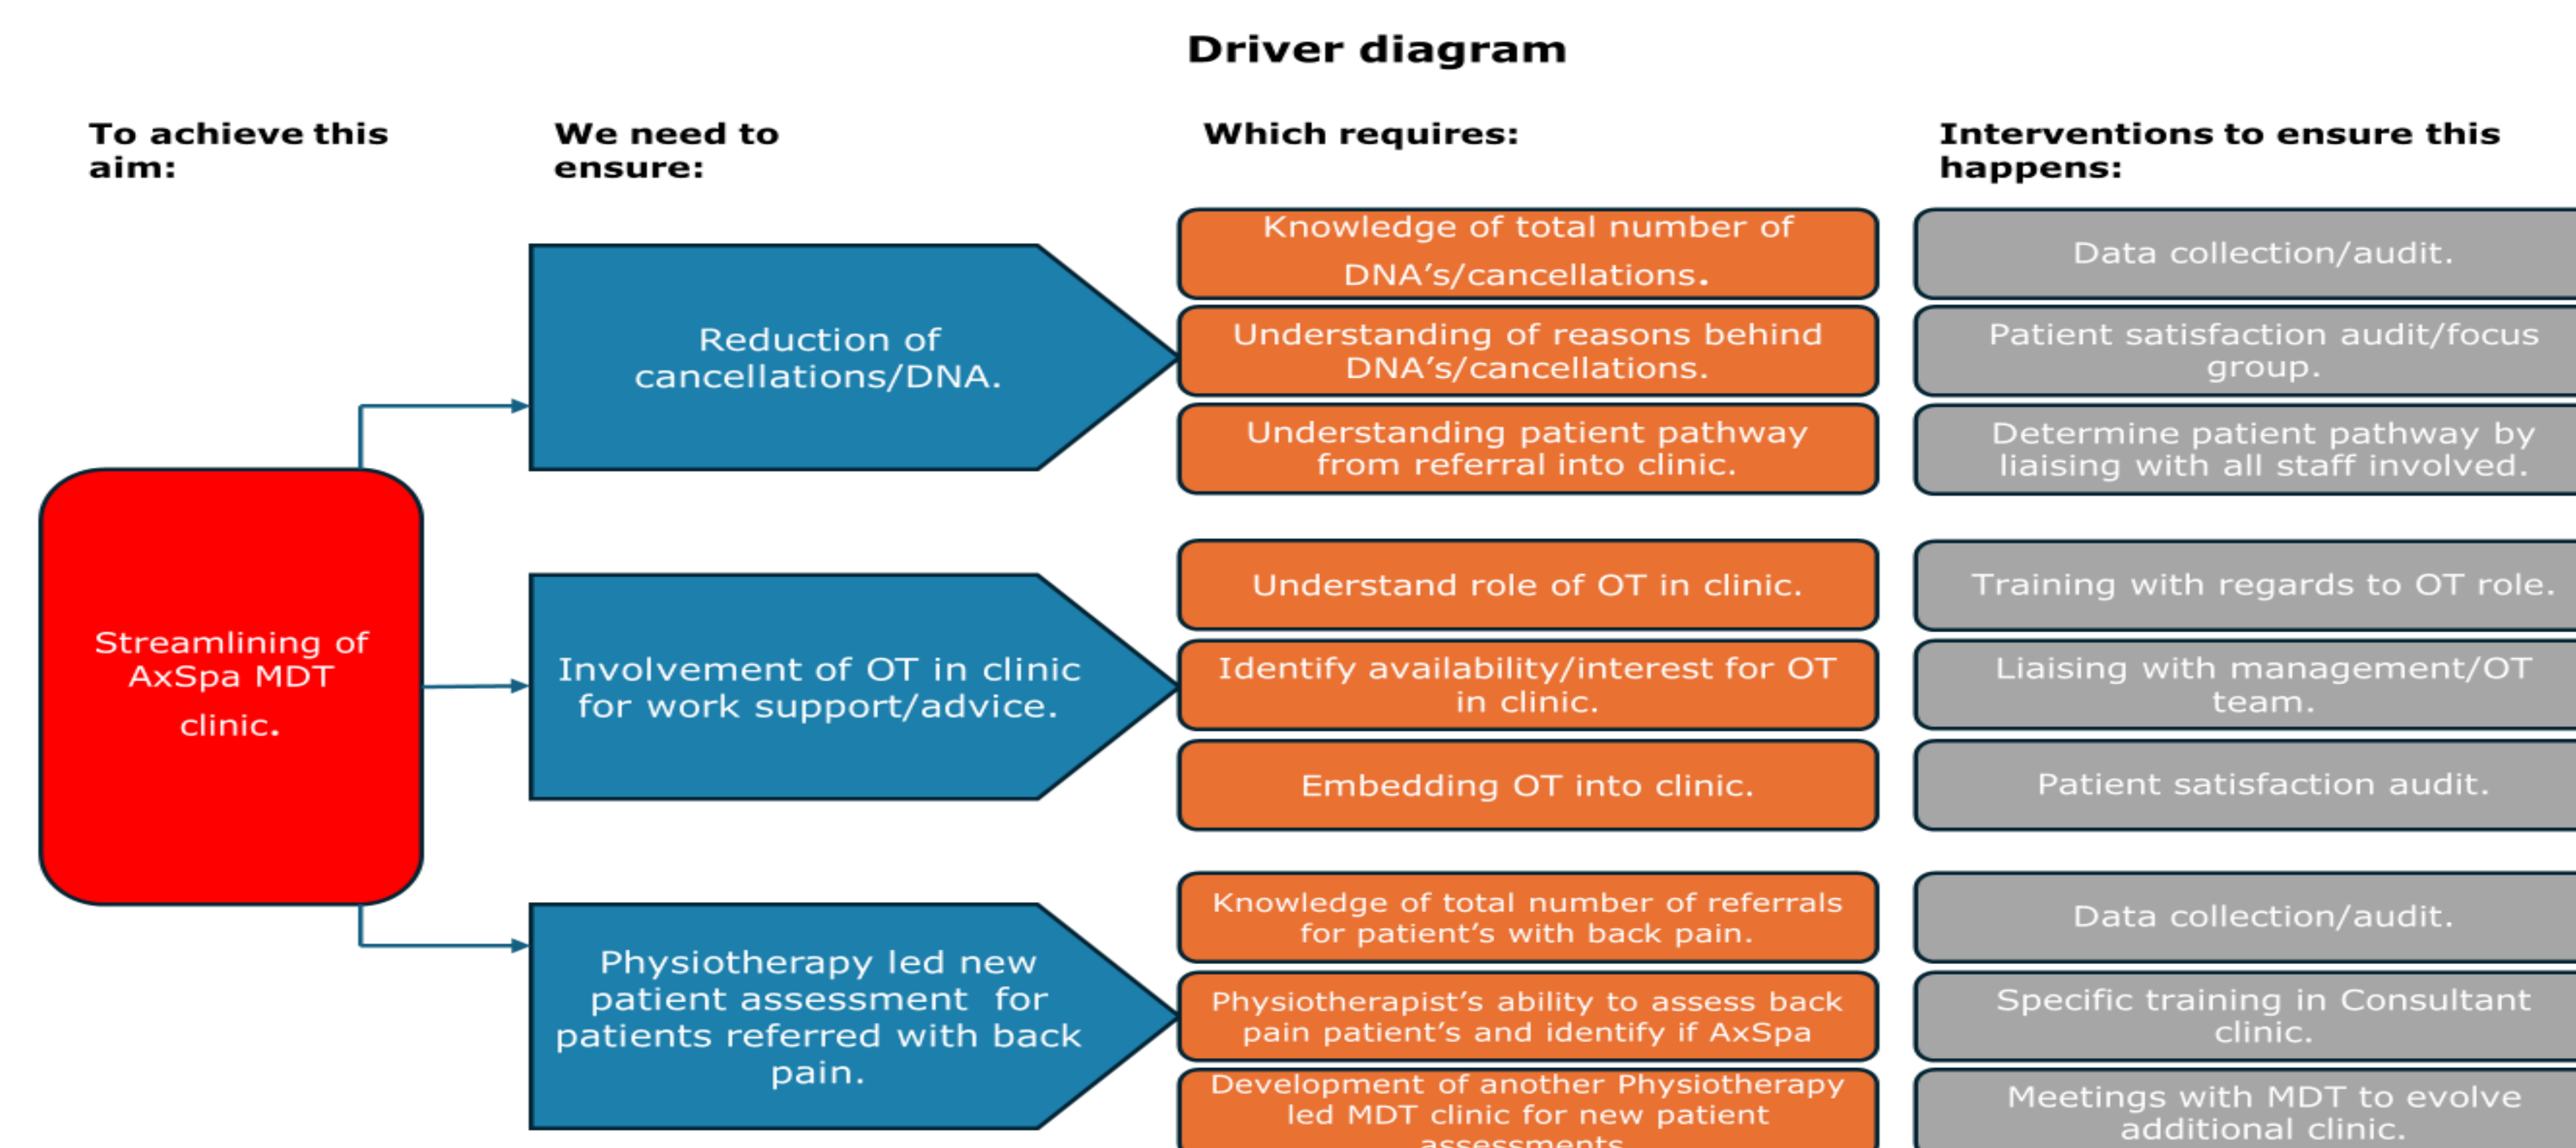 Driver diagram
To achieve this
aim:
We need to
ensure:
Which requires:
Interventions to ensure this
happens:
Streamlining of
AxSpa MDT
clinic.
Reduction of
cancellations/DNA.
Knowledge of total number of
DNA’s/cancellations.
Data collection/audit.
Understanding of reasons behind
DNA’s/cancellations.
Patient satisfaction audit/focus
group.
Understanding patient pathway
from referral into clinic.
Determine patient pathway by
liaising with all staff involved.
Involvement of OT in clinic
for work support/advice.
Understand role of OT in clinic.
Training with regards to OT role.
Identify availability/interest for OT
in clinic.
Liaising with management/OT
team.
Embedding OT into clinic.
Patient satisfaction audit.
Physiotherapy led new
patient assessment  for
patients referred with back
pain.
Knowledge of total number of referrals
for patient’s with back pain.
Data collection/audit.
Physiotherapist’s ability to assess back
pain patient’s and identify if AxSpa
Specific training in Consultant
clinic.
Development of another Physiotherapy
led MDT clinic for new patient
assessments
Meetings with MDT to evolve
additional clinic.